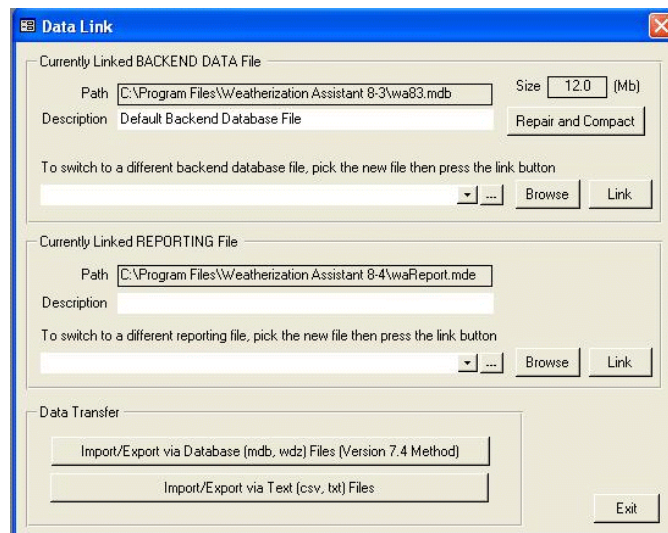 Data Link
Currently Linked BACKEND DATA File
Path C:\Program Files\Weatherization Assistant 8-3\wa83.mdb Size 12.0 (Mb)
Description Default Backend Database File Repair and Compact
To switch to a different backend database file, pick the new file then press the link button
... Browse Link
Currently Linked REPORTING File
Path C:\Program Files\Weatherization Assistant 8-4\waReport.mde
Description
To switch to a different reporting file, pick the new file then press the link button
... Browse Link
Data Transfer
Import/Export via Database (mdb, wdz) Files (Version 7.4 Method)
Import/Export via Text (csv, txt) Files
Exit